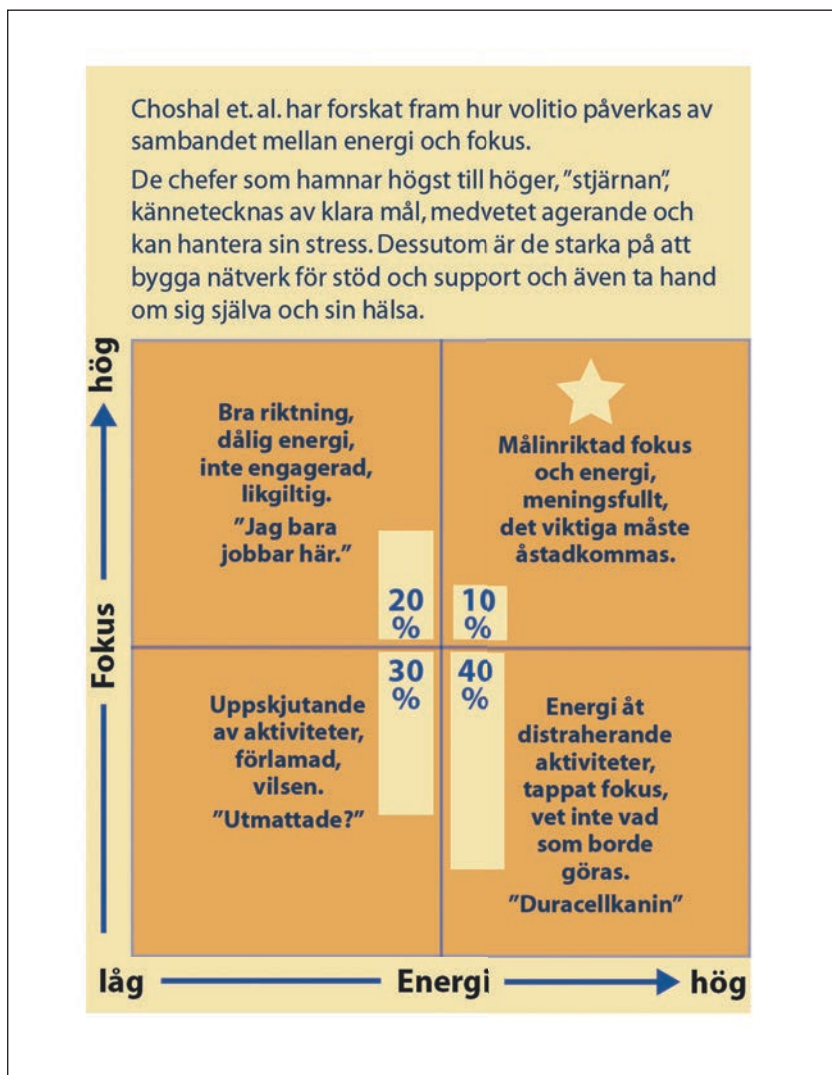 Choshal et. al. har forskat fram hur volitio påverkas av
sambandet mellan energi och fokus.
De chefer som hamnar högst till höger, ”stjärnan”,
kännetecknas av klara mål, medvetet agerande och
kan hantera sin stress. Dessutom är de starka på att
bygga nätverk för stöd och support och även ta hand
om sig själva och sin hälsa.
hög
Fokus
Bra riktning,
dålig energi,
inte engagerad,
likgiltig.
”Jag bara
jobbar här.”
20
%
Målinriktad fokus
och energi,
meningsfullt,
det viktiga måste
åstadkommas.
10
%
Uppskjutande
av aktiviteter,
förlamad,
vilsen.
”Utmattade?”
30
%
40
%
Energi åt
distraherande
aktiviteter,
tappat fokus,
vet inte vad
som borde
göras.
”Duracellkanin”
låg
Energi
hög